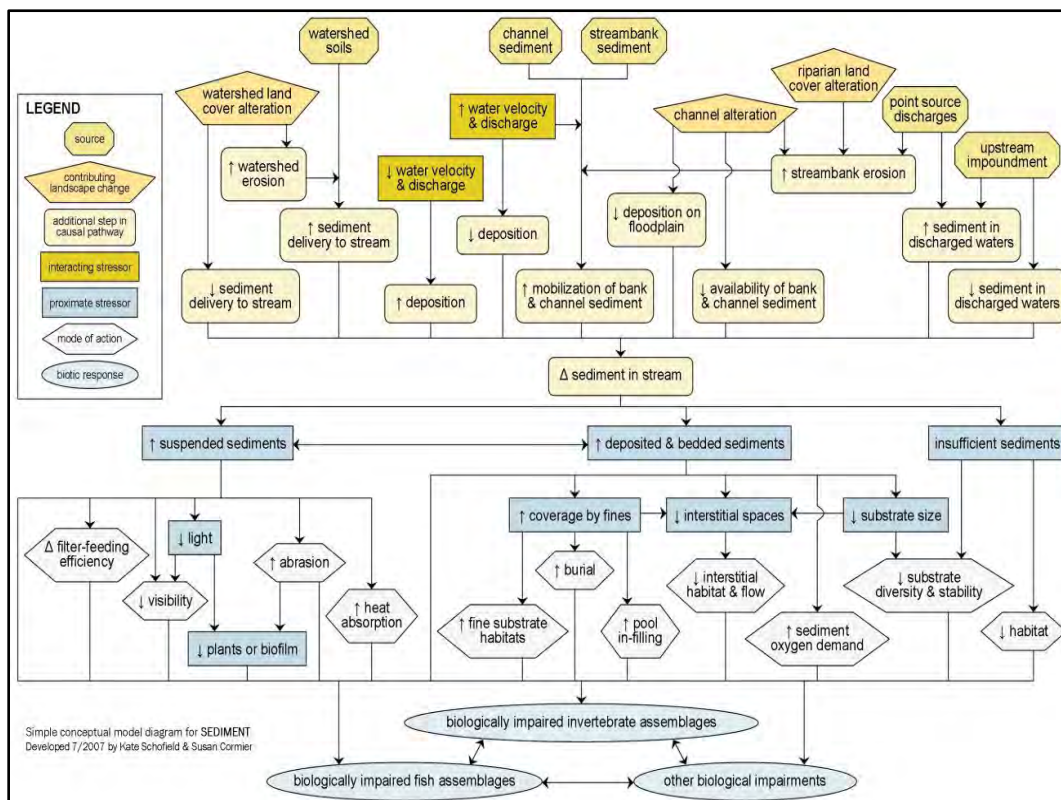 watershed
soils
channel
sediment
streambank
sediment
watershed land
cover alteration
riparian land
cover alteration
LEGEND
source
contributing
landscape change
additional step in
causal pathway
interacting stressor
proximate stressor
mode of action
biotic response
↑ water velocity
& discharge
channel alteration
point source
discharges
upstream
impoundment
↑ watershed
erosion
↓ water velocity
& discharge
↑ streambank erosion
↑ sediment
delivery to stream
↓ deposition
↓ deposition on
floodplain
↑ sediment in
discharged waters
↓ sediment
delivery to stream
↑ deposition
↑ mobilization of bank
& channel sediment
↓ availability of bank
& channel sediment
↓ sediment in
discharged waters
Δ sediment in stream
↑ suspended sediments
↑ deposited & bedded sediments
insufficient sediments
↑ coverage by fines
↓ interstitial spaces
↓ substrate size
Δ filter-feeding
efficiency
↓ light
↑ abrasion
↓ visibility
↑ heat
absorption
↓ plants or biofilm
↑ burial
↑ fine substrate
habitats
↑ pool
in-filling
↓ interstitial
habitat & flow
↑ sediment
oxygen demand
↓ substrate
diversity & stability
↓ habitat
biologically impaired invertebrate assemblages
biologically impaired fish assemblages
other biological impairments
Simple conceptual model diagram for SEDIMENT
Developed 7/2007 by Kate Schofield & Susan Cormier